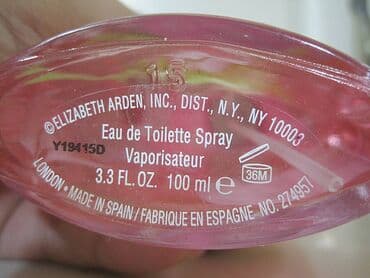 15
©ELIZABETH ARDEN, INC., DIST., N.Y., NY 10003
Eau de Toilette Spray
Y19415D
Vaporisateur
36M
3.3 FL. OZ. 100 ml ℮
LONDON • MADE IN SPAIN / FABRIQUE EN ESPAGNE NO. 274957